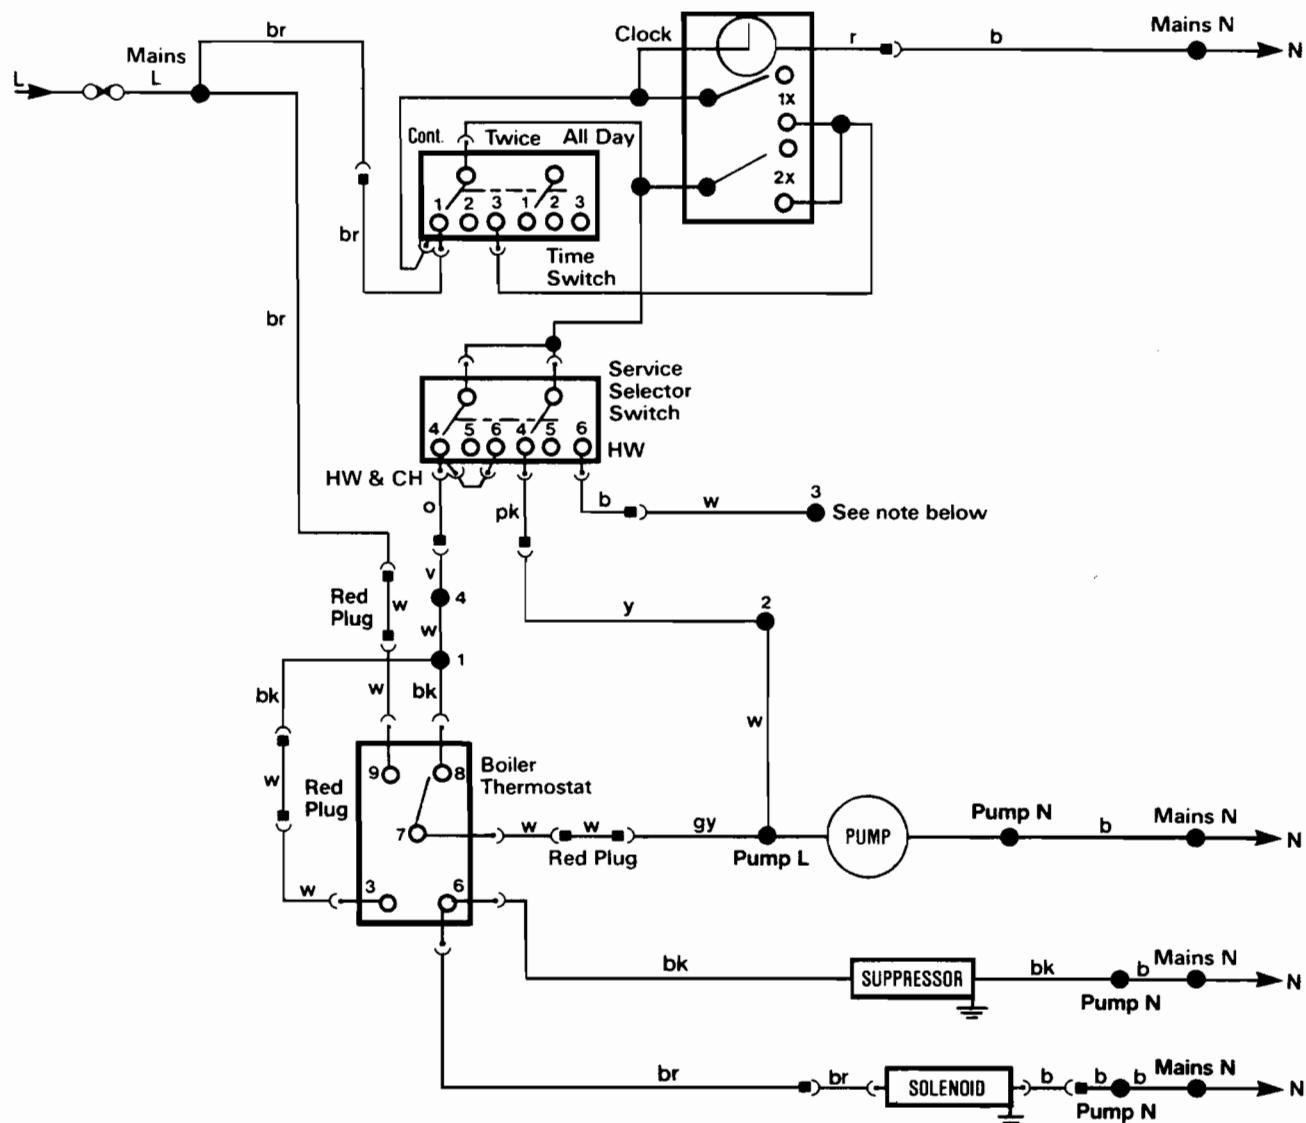 br
Clock
r
b
Mains N
N
Mains
L
L
1x
Cont. Twice All Day
2x
1 2 3 1 2 3
br
Time
Switch
br
Service
Selector
Switch
4 5 6 4 5 6
HW
HW & CH
o
pk
b
w
3
See note below
v
Red
Plug
w
4
w
y
2
1
bk
w
bk
w
w
9
8
Boiler
Thermostat
Red
Plug
7
w
w
gy
Red Plug
Pump L
PUMP
Pump N
b
Mains N
N
w
3
6
bk
SUPPRESSOR
bk
b
Mains N
N
Pump N
br
br
SOLENOID
b
b
b
Mains N
N
Pump N